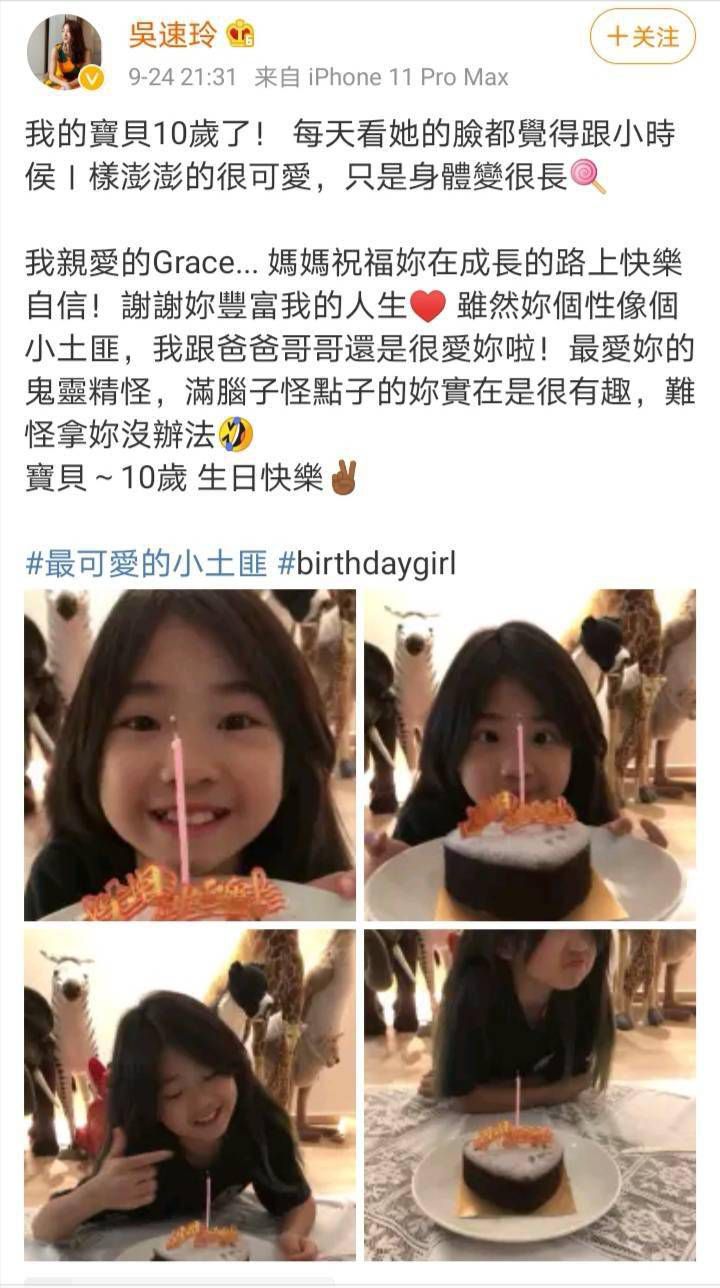 吳速玲
9-24 21:31 来自 iPhone 11 Pro Max
＋关注
我的寶貝10歲了！ 每天看她的臉都覺得跟小時
侯〡樣澎澎的很可愛，只是身體變很長🍭
我親愛的Grace... 媽媽祝福妳在成長的路上快樂
自信！謝謝妳豐富我的人生♥️ 雖然妳個性像個
小土匪，我跟爸爸哥哥還是很愛妳啦！最愛妳的
鬼靈精怪，滿腦子怪點子的妳實在是很有趣，難
怪拿妳沒辦法🤣
寶貝 ~ 10歲 生日快樂✌🏾
#最可愛的小土匪 #birthdaygirl